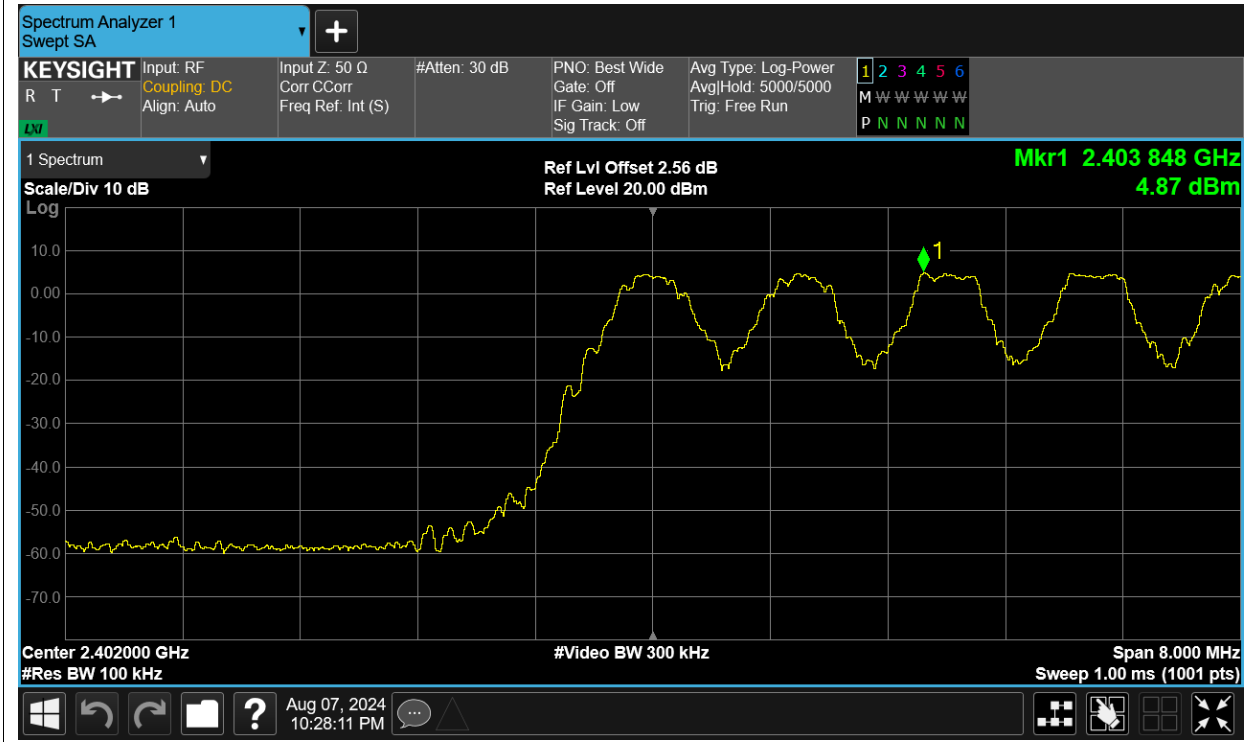 Spectrum Analyzer 1
Swept SA
KEYSIGHT
R T
LXI
Input: RF
Coupling: DC
Align: Auto
Input Z: 50 Ω
Corr CCorr
Freq Ref: Int (S)
#Atten: 30 dB
PNO: Best Wide
Gate: Off
IF Gain: Low
Sig Track: Off
Avg Type: Log-Power
Avg|Hold: 5000/5000
Trig: Free Run
1 2 3 4 5 6
M W W W W W
P N N N N N
1 Spectrum
Scale/Div 10 dB
Log
Ref Lvl Offset 2.56 dB
Ref Level 20.00 dBm
Mkr1 2.403 848 GHz
4.87 dBm
1
10.0
0.00
-10.0
-20.0
-30.0
-40.0
-50.0
-60.0
-70.0
Center 2.402000 GHz
#Video BW 300 kHz
Span 8.000 MHz
#Res BW 100 kHz
Sweep 1.00 ms (1001 pts)
?
Aug 07, 2024
10:28:11 PM